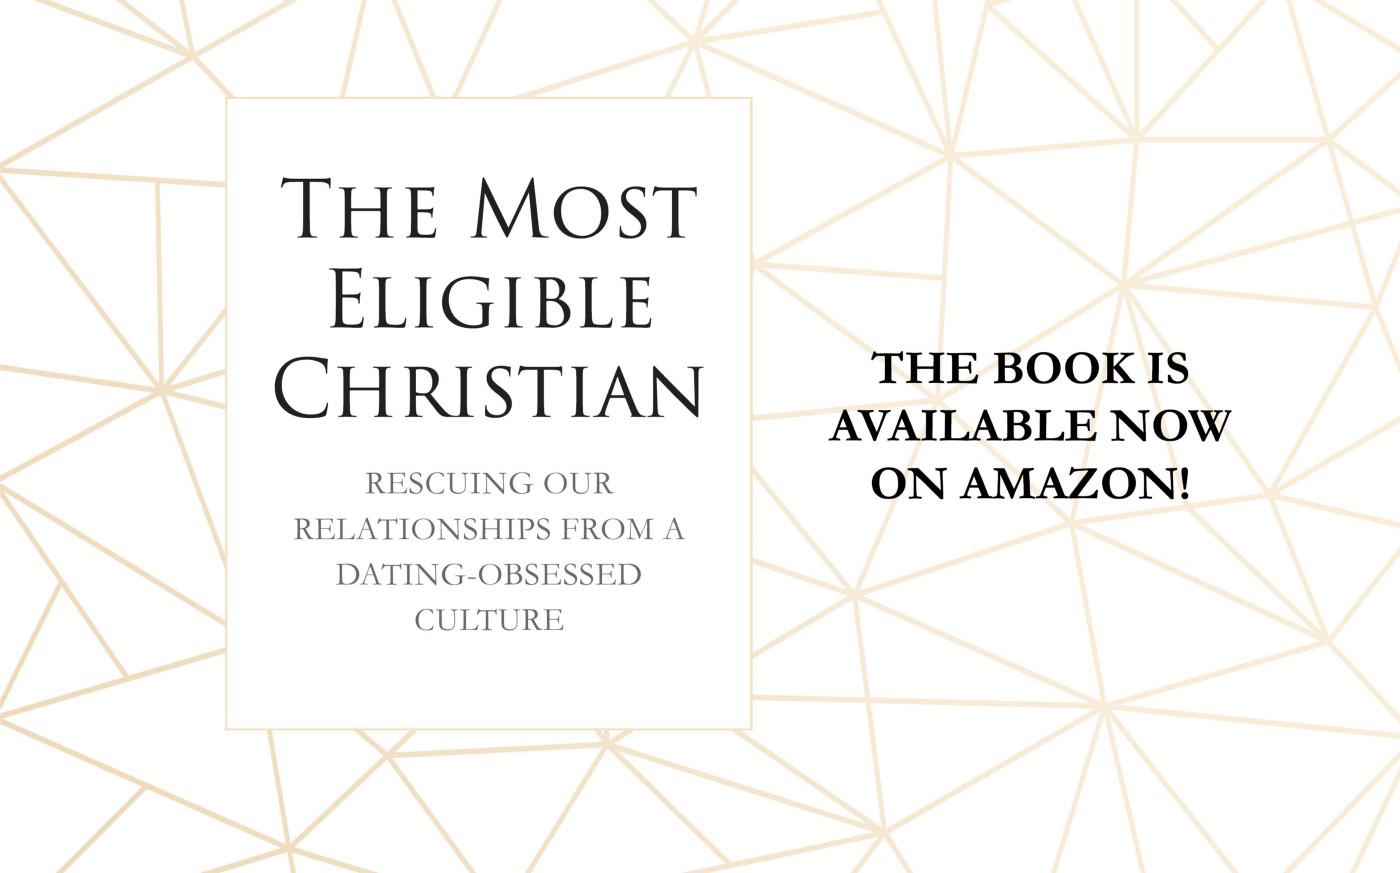 The Most
Eligible
Christian
RESCUING OUR
RELATIONSHIPS FROM A
DATING-OBSESSED
CULTURE
THE BOOK IS
AVAILABLE NOW
ON AMAZON!